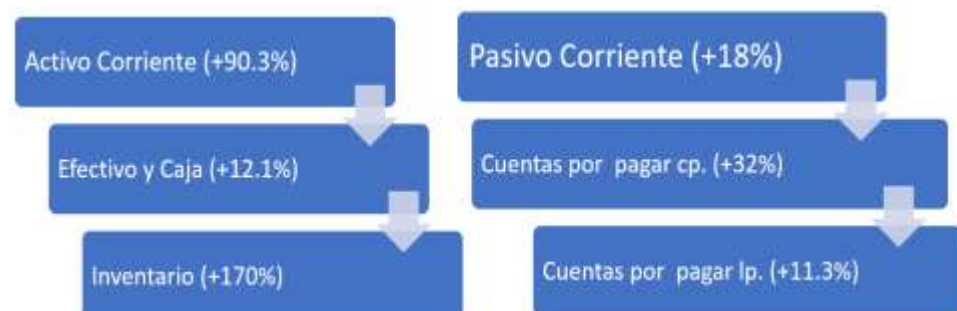 Activo Corriente (+90.3%)
Efectivo y Caja (+12.1%)
Inventario (+170%)
Pasivo Corriente (+18%)
Cuentas por pagar cp. (+32%)
Cuentas por pagar lp. (+11.3%)